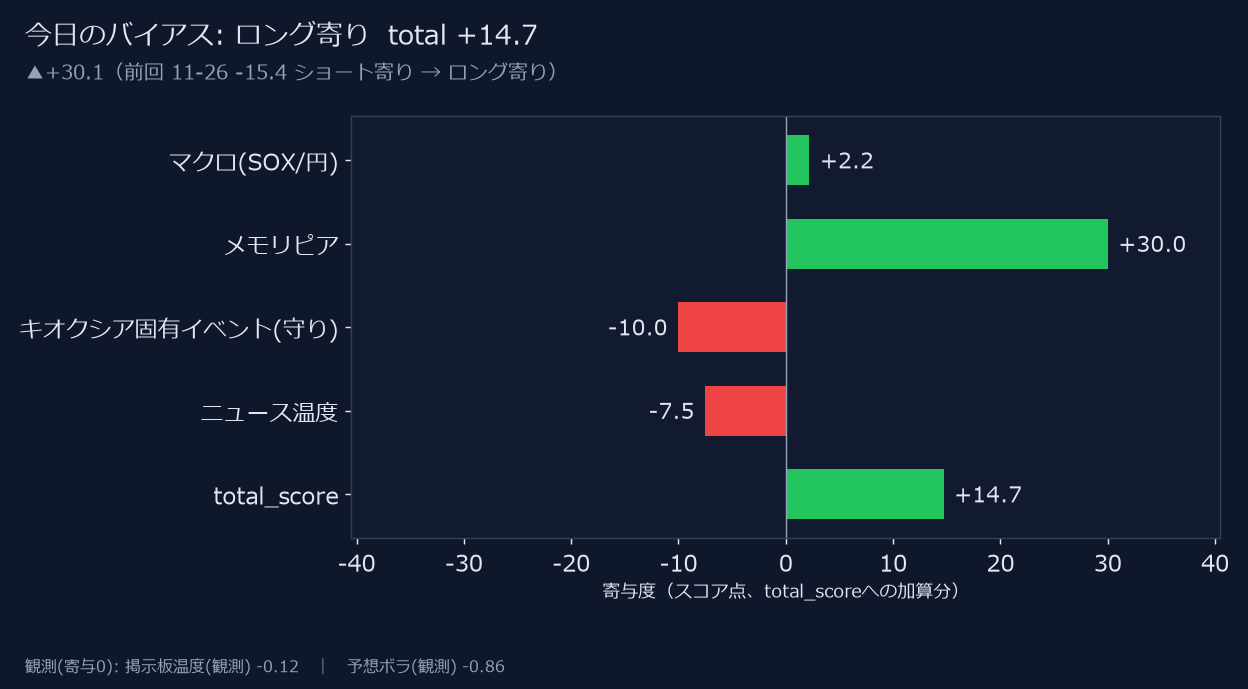 今日のバイアス: ロング寄り  total +14.7
▲+30.1（前回 11-26 -15.4 ショート寄り → ロング寄り）
マクロ(SOX/円)
+2.2
メモリピア
+30.0
キオクシア固有イベント(守り)
-10.0
ニュース温度
-7.5
total_score
+14.7
-40 -30 -20 -10 0 10 20 30 40
寄与度（スコア点、total_scoreへの加算分）
観測(寄与0): 掲示板温度(観測) -0.12 ｜ 予想ボラ(観測) -0.86